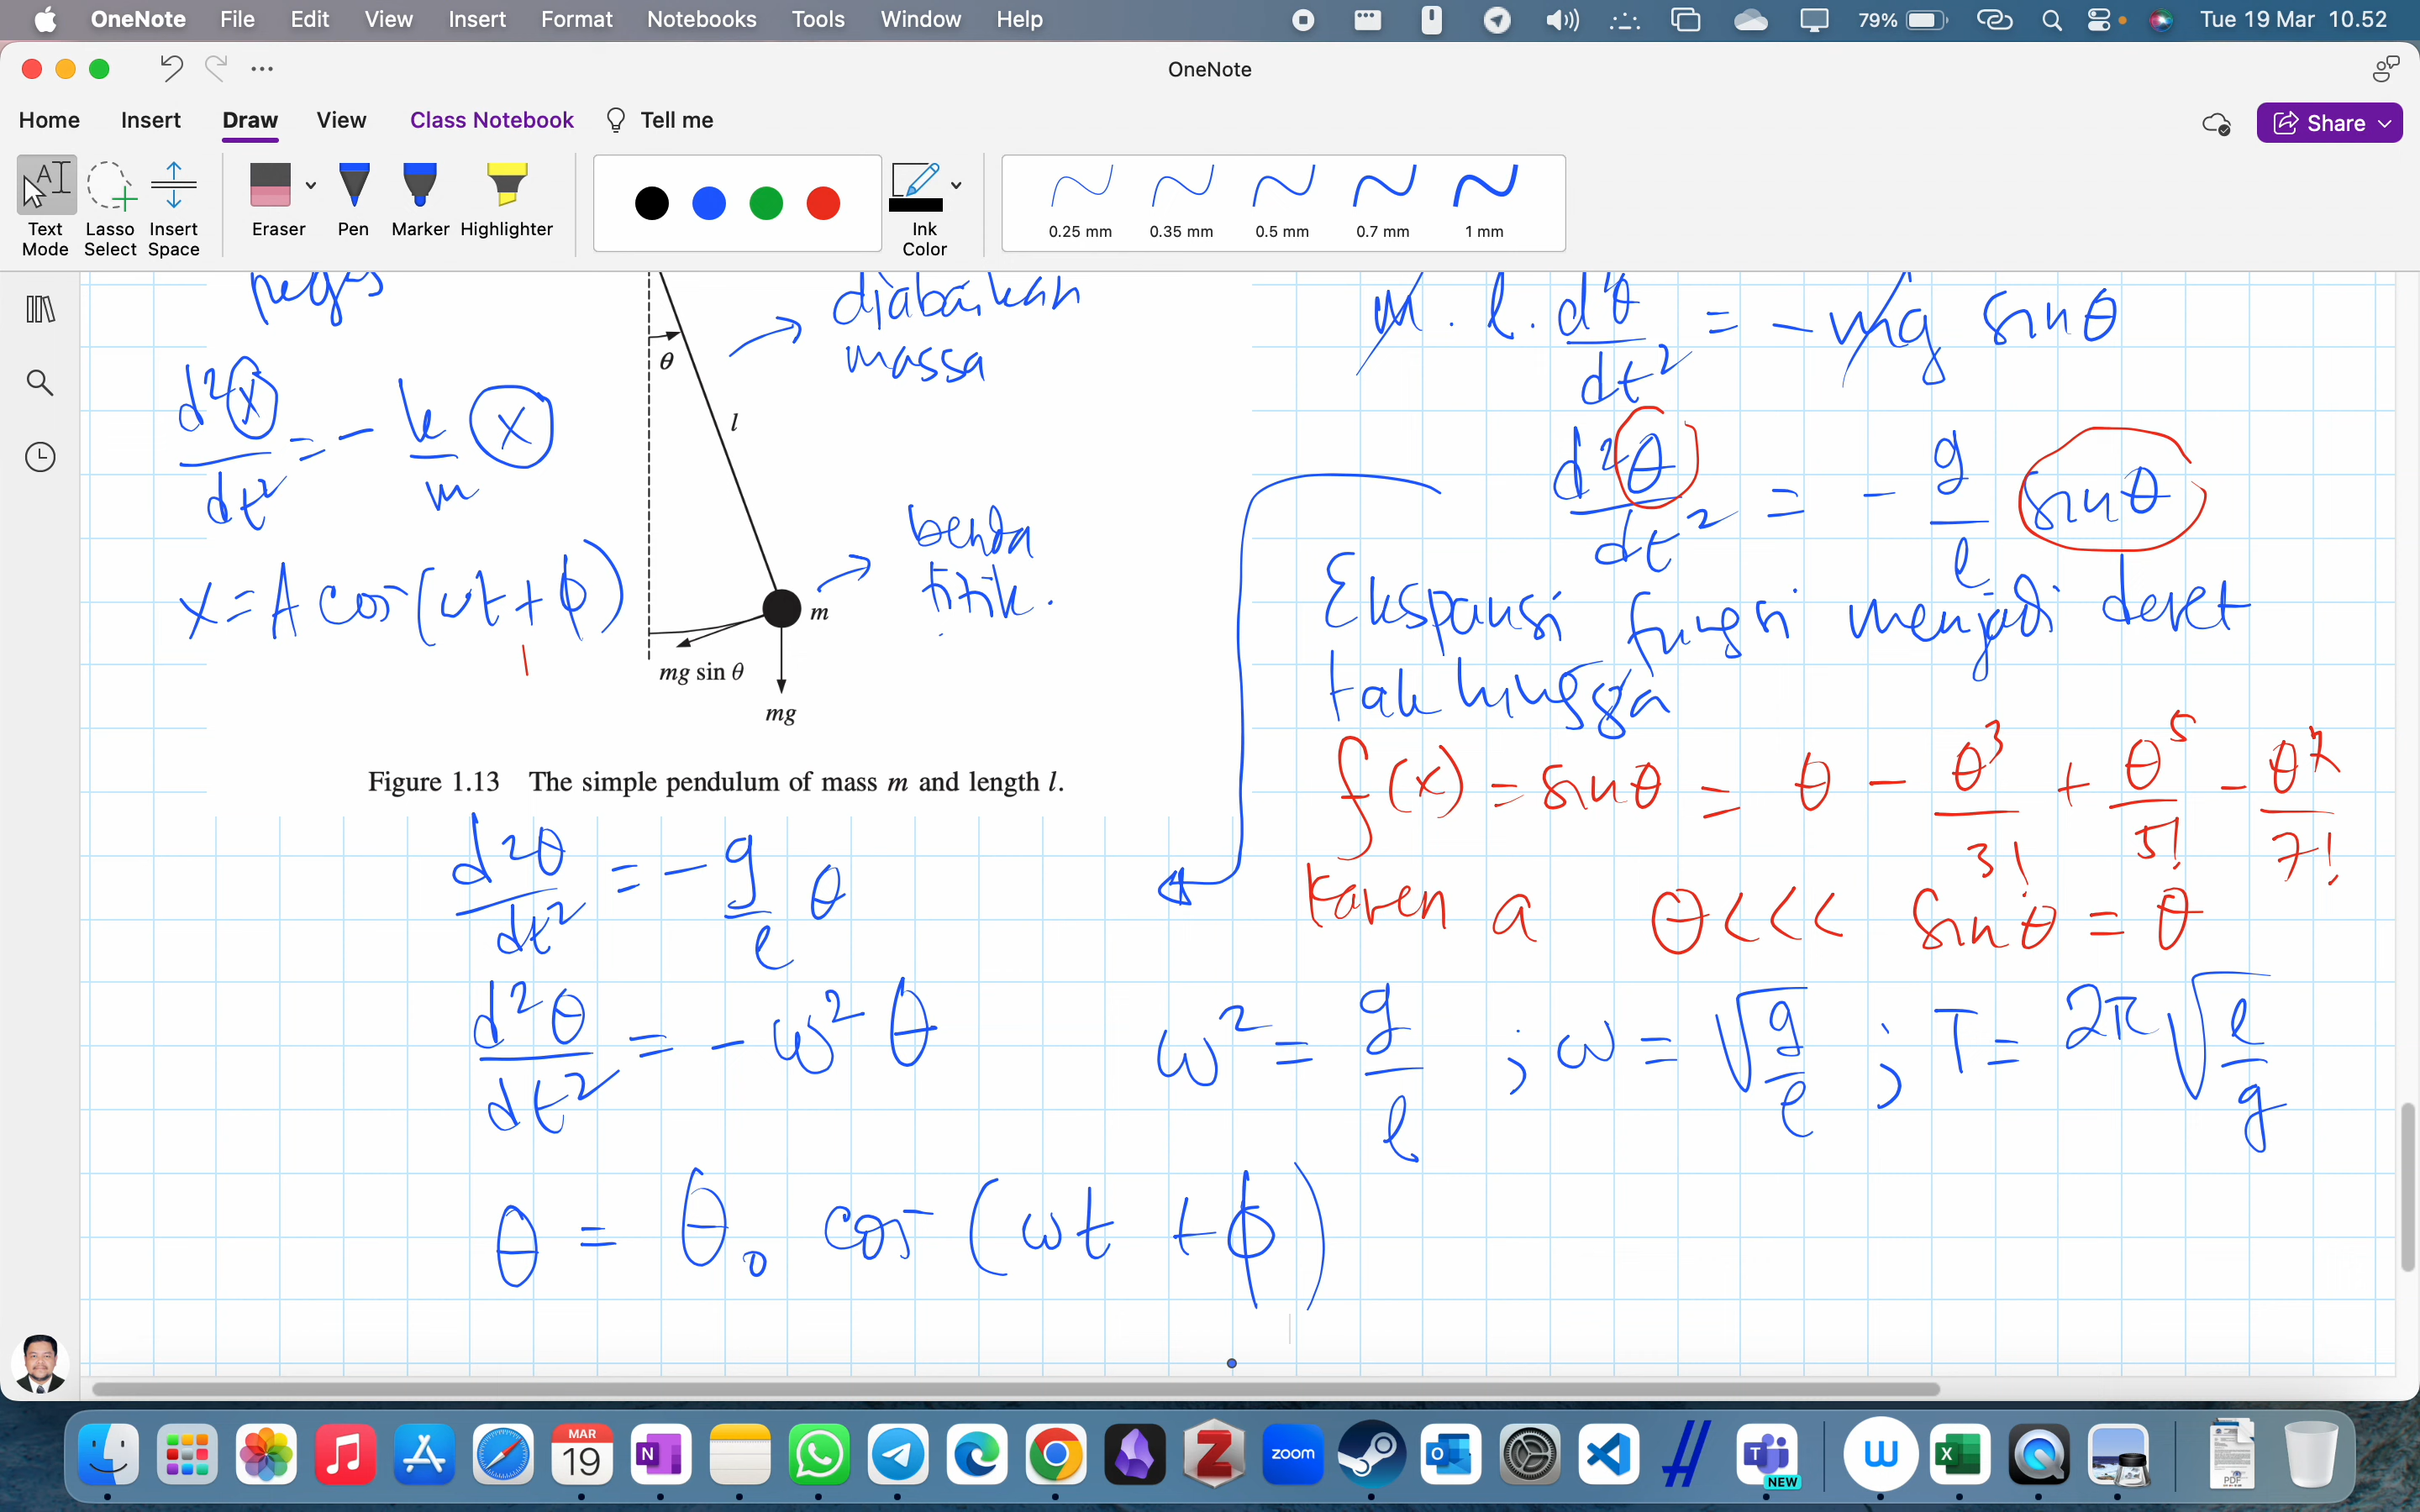 OneNote File Edit View Insert Format Notebooks Tools Window Help 79% Tue 19 Mar 10.52
OneNote
Home Insert Draw View Class Notebook Tell me Share
Text Mode
Lasso Select
Insert Space
Eraser
Pen
Marker
Highlighter
Ink Color
0.25 mm 0.35 mm 0.5 mm 0.7 mm 1 mm
pegas
d²x/dt² = - k/m x
x = A cos(ωt + φ)
diabaikan
massa
θ
l
benda
titik.
m
mg sin θ
mg
Figure 1.13 The simple pendulum of mass m and length l.
m . l . d²θ/dt² = - mg sin θ
d²θ/dt² = - g/l sin θ
Ekspansi fungsi menjadi deret
tak hingga
f(x) = sin θ = θ - θ³/3! + θ⁵/5! - θ⁷/7!
Karena θ <<< sin θ = θ
d²θ/dt² = - g/l θ
d²θ/dt² = - ω² θ
ω² = g/l ; ω = √(g/l) ; T = 2π √(l/g)
θ = θ₀ cos (ωt + φ)
MAR
19
N
zoom
NEW
PDF